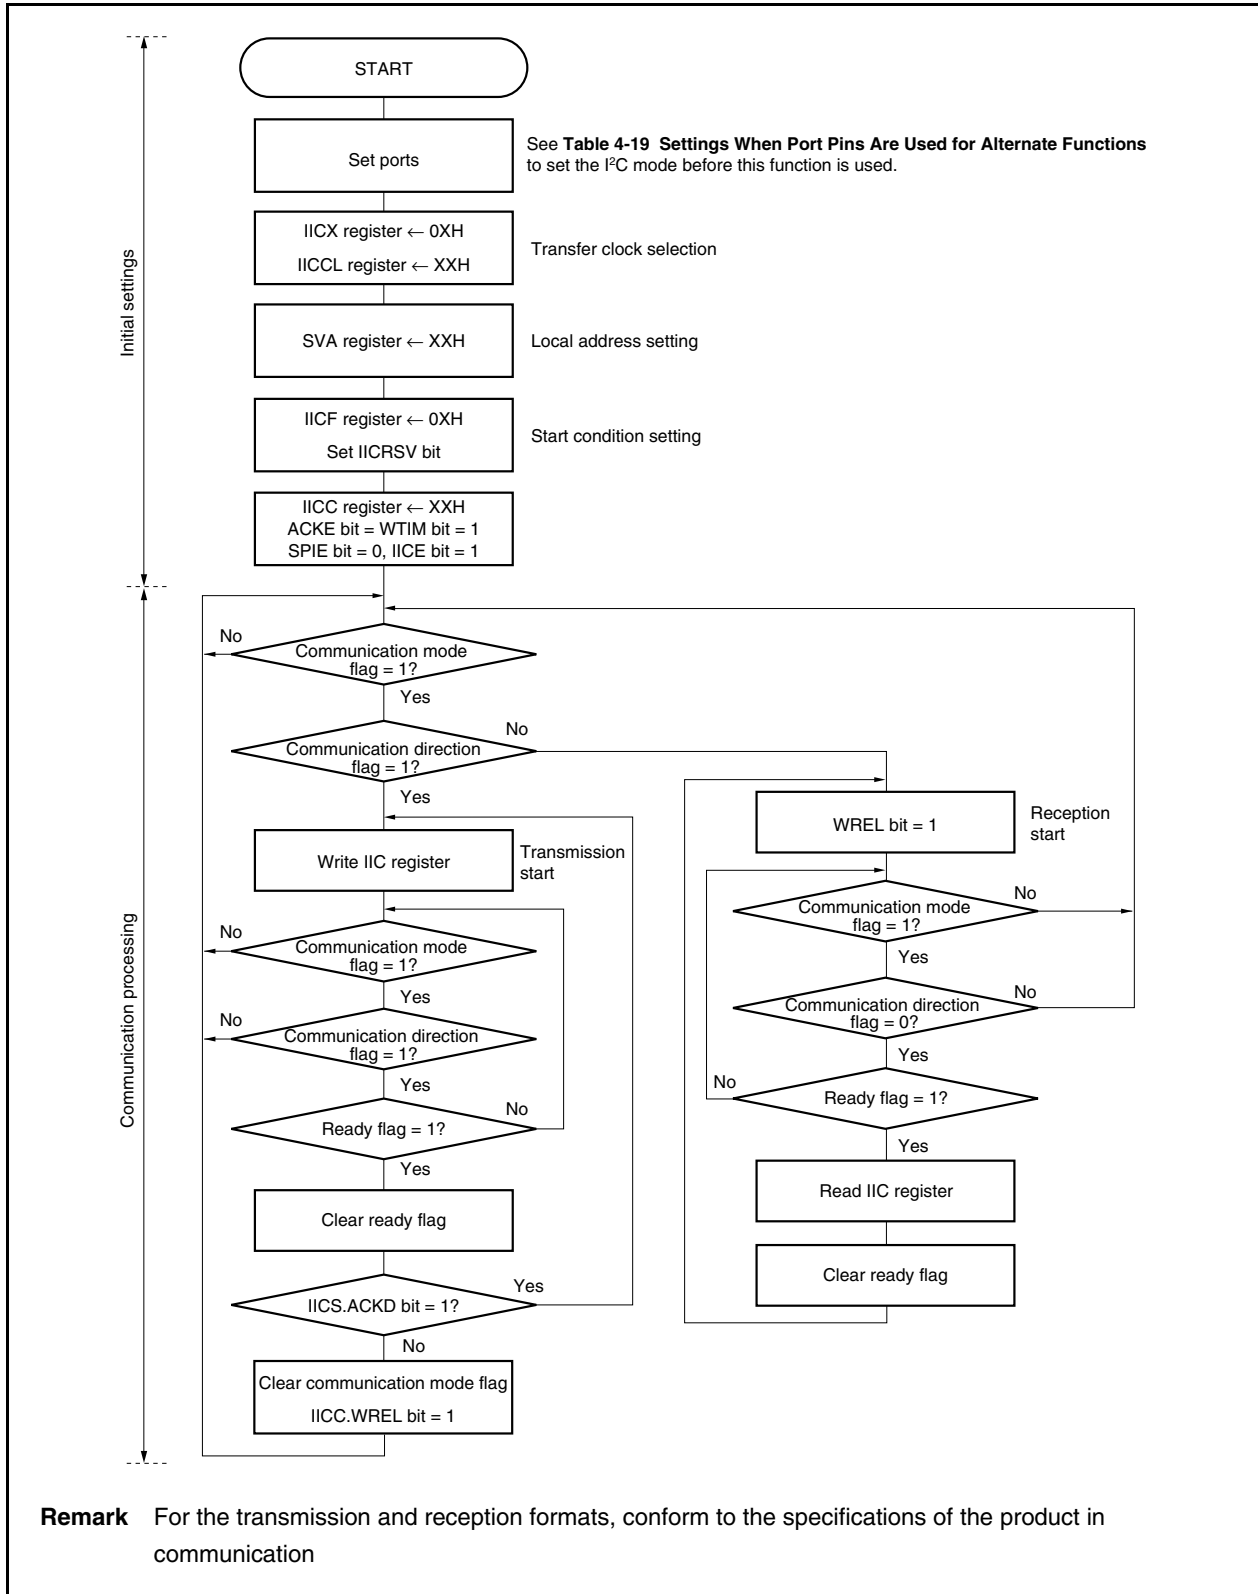 START
Set ports
See Table 4-19 Settings When Port Pins Are Used for Alternate Functions
to set the I²C mode before this function is used.
IICX register ← 0XH
IICCL register ← XXH
Transfer clock selection
SVA register ← XXH
Local address setting
IICF register ← 0XH
Set IICRSV bit
Start condition setting
IICC register ← XXH
ACKE bit = WTIM bit = 1
SPIE bit = 0, IICE bit = 1
Initial settings
Communication processing
No
Communication mode
flag = 1?
Yes
No
Communication direction
flag = 1?
Yes
Write IIC register
Transmission
start
No
Communication mode
flag = 1?
Yes
No
Communication direction
flag = 1?
Yes
No
Ready flag = 1?
Yes
Clear ready flag
Yes
IICS.ACKD bit = 1?
No
Clear communication mode flag
IICC.WREL bit = 1
WREL bit = 1
Reception
start
No
Communication mode
flag = 1?
Yes
No
Communication direction
flag = 0?
Yes
No
Ready flag = 1?
Yes
Read IIC register
Clear ready flag
Remark For the transmission and reception formats, conform to the specifications of the product in
communication